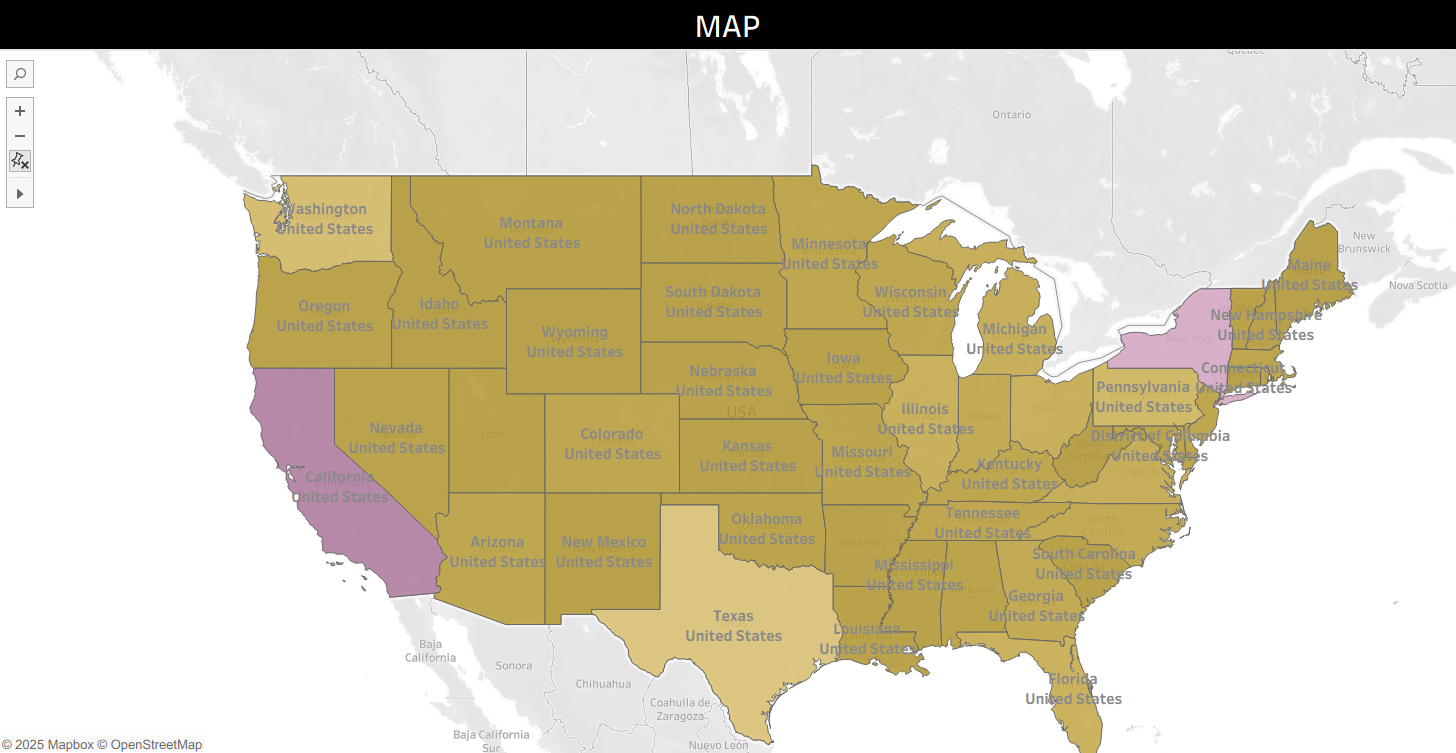 MAP
Québec
Ontario
Washington
United States
Montana
United States
North Dakota
United States
Minnesota
United States
New
Brunswick
Maine
United States
Nova Scotia
Oregon
United States
Idaho
United States
South Dakota
United States
Wisconsin
United States
Wyoming
United States
Michigan
United States
New Hampshire
United States
New York
Iowa
United States
Nebraska
United States
USA
Connecticut
United States
Pennsylvania
United States
Illinois
United States
Indiana
Ohio
Nevada
United States
Utah
Colorado
United States
Kansas
United States
Missouri
United States
District of Columbia
United States
West
Virginia
Virginia
Kentucky
United States
California
United States
Arizona
United States
New Mexico
United States
Oklahoma
United States
Arkansas
Tennessee
United States
North
Carolina
South Carolina
United States
Mississippi
United States
Alabama
Georgia
United States
Texas
United States
Louisiana
United States
Florida
United States
Baja
California
Sonora
Chihuahua
Coahuila de
Zaragoza
Baja California
Sur
Nuevo León
© 2025 Mapbox © OpenStreetMap